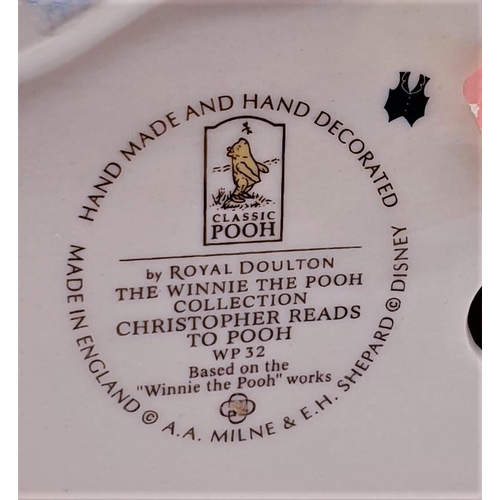 HAND MADE AND HAND DECORATED
CLASSIC
POOH
by ROYAL DOULTON
THE WINNIE THE POOH
COLLECTION
CHRISTOPHER READS
TO POOH
WP 32
Based on the
"Winnie the Pooh" works
MADE IN ENGLAND © A.A. MILNE & E.H. SHEPARD © DISNEY